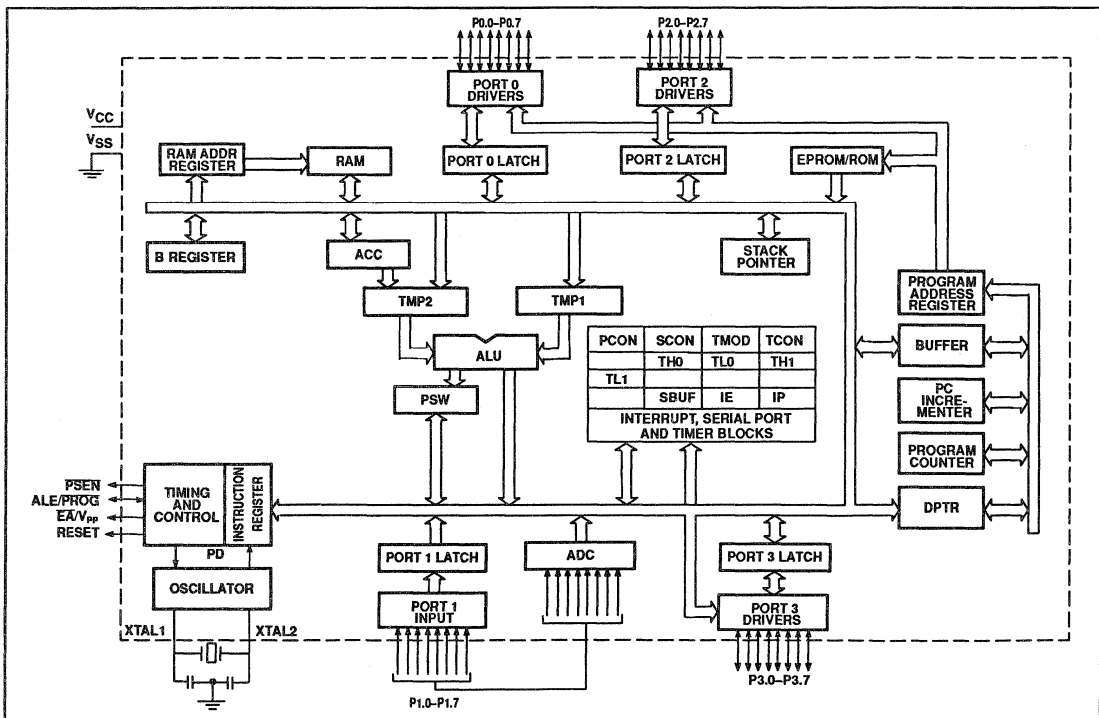 P0.0–P0.7
P2.0–P2.7
PORT 0
DRIVERS
PORT 2
DRIVERS
VCC
VSS
RAM ADDR
REGISTER
RAM
PORT 0 LATCH
PORT 2 LATCH
EPROM/ROM
B REGISTER
ACC
STACK
POINTER
TMP2
TMP1
PROGRAM
ADDRESS
REGISTER
ALU
PCON SCON TMOD TCON
TH0 TL0 TH1
TL1
SBUF IE IP
INTERRUPT, SERIAL PORT
AND TIMER BLOCKS
BUFFER
PSW
PC
INCRE-
MENTER
PROGRAM
COUNTER
PSEN
ALE/PROG
EA/VPP
RESET
TIMING
AND
CONTROL
INSTRUCTION
REGISTER
DPTR
PD
PORT 1 LATCH
ADC
PORT 3 LATCH
OSCILLATOR
PORT 1
INPUT
PORT 3
DRIVERS
XTAL1
XTAL2
P1.0–P1.7
P3.0–P3.7